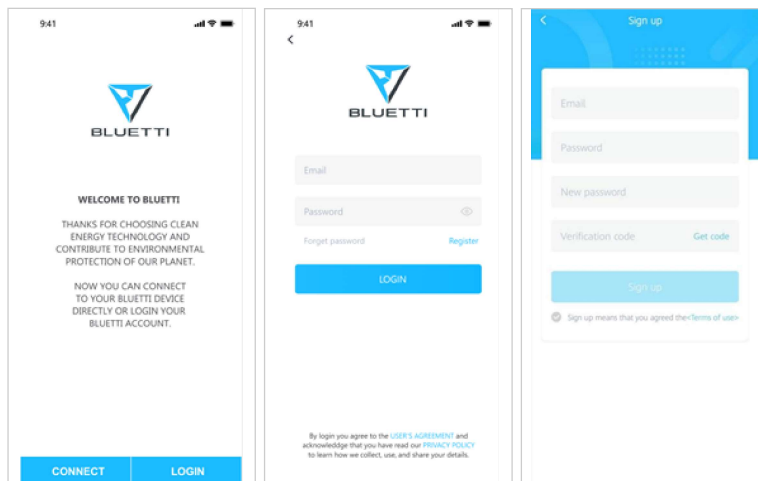 9:41
BLUETTI
WELCOME TO BLUETTI
THANKS FOR CHOOSING CLEAN
ENERGY TECHNOLOGY AND
CONTRIBUTE TO ENVIRONMENTAL
PROTECTION OF OUR PLANET.
NOW YOU CAN CONNECT
TO YOUR BLUETTI DEVICE
DIRECTLY OR LOGIN YOUR
BLUETTI ACCOUNT.
CONNECT LOGIN
9:41
BLUETTI
Email
Password
Forget password Register
LOGIN
By login you agree to the USER'S AGREEMENT and
acknowleddge that you have read our PRIVACY POLICY
to learn how we collect, use, and share your details.
Sign up
Email
Password
New password
Verification code Get code
Sign up
Sign up means that you agreed the<Terms of use>